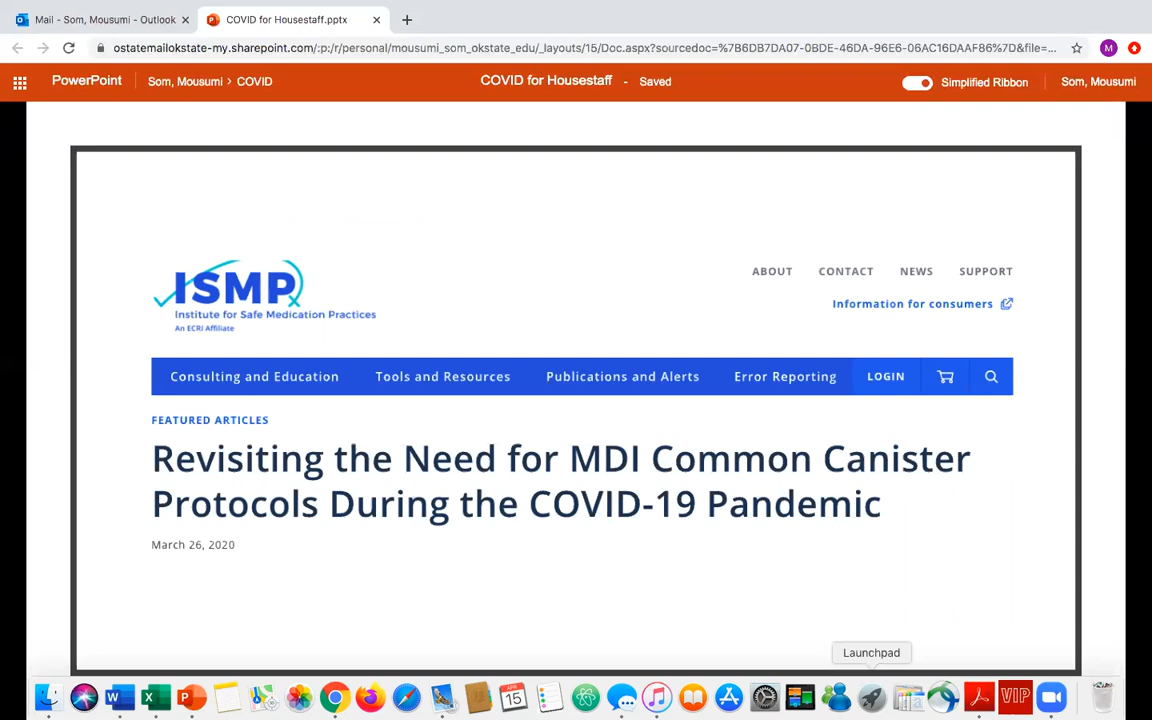 Mail - Som, Mousumi - Outlook
COVID for Housestaff.pptx
ostatemailokstate-my.sharepoint.com/:p:/r/personal/mousumi_som_okstate_edu/_layouts/15/Doc.aspx?sourcedoc=%7B6DB7DA07-0BDE-46DA-96E6-06AC16DAAF86%7D&file=...
M
PowerPoint
Som, Mousumi > COVID
COVID for Housestaff - Saved
Simplified Ribbon
Som, Mousumi
ISMP
Institute for Safe Medication Practices
An ECRI Affiliate
ABOUT CONTACT NEWS SUPPORT
Information for consumers
Consulting and Education Tools and Resources Publications and Alerts Error Reporting LOGIN
FEATURED ARTICLES
Revisiting the Need for MDI Common Canister
Protocols During the COVID-19 Pandemic
March 26, 2020
Launchpad
APR
15
VIP